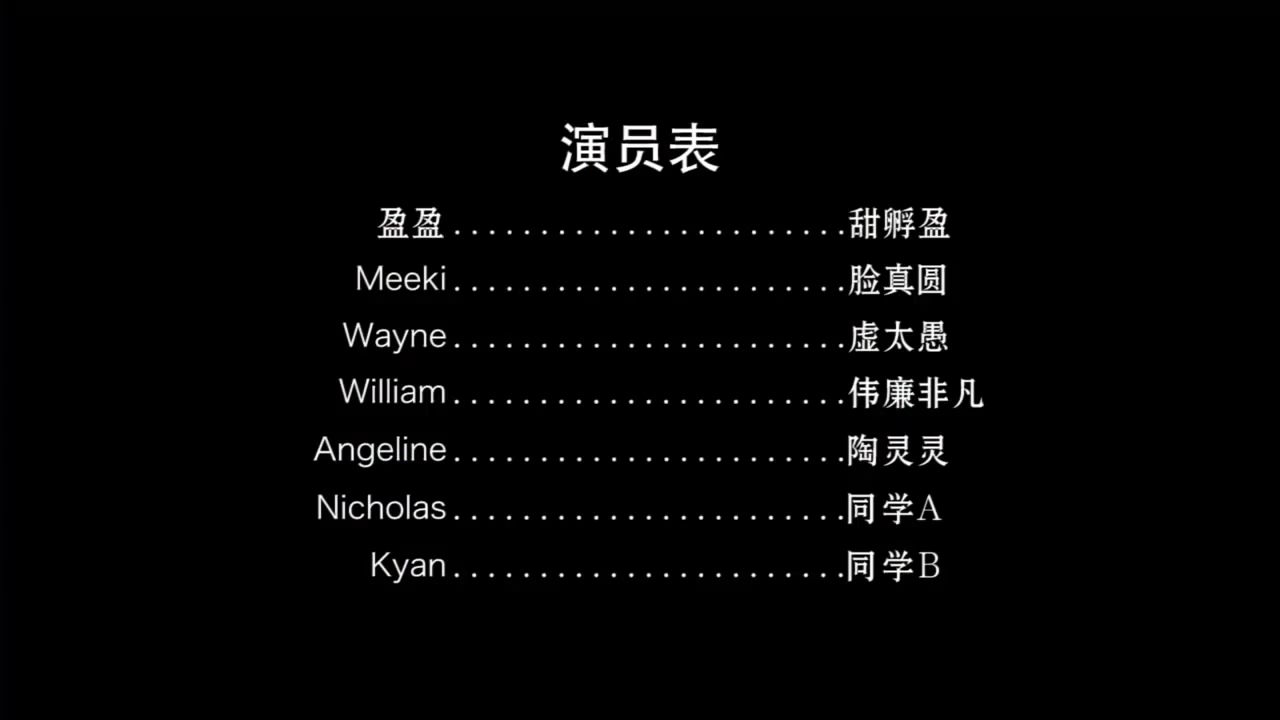 演员表
盈盈.......................甜孵盈
Meeki.......................脸真圆
Wayne.......................虚太愚
William.......................伟廉非凡
Angeline.......................陶灵灵
Nicholas.......................同学A
Kyan.......................同学B